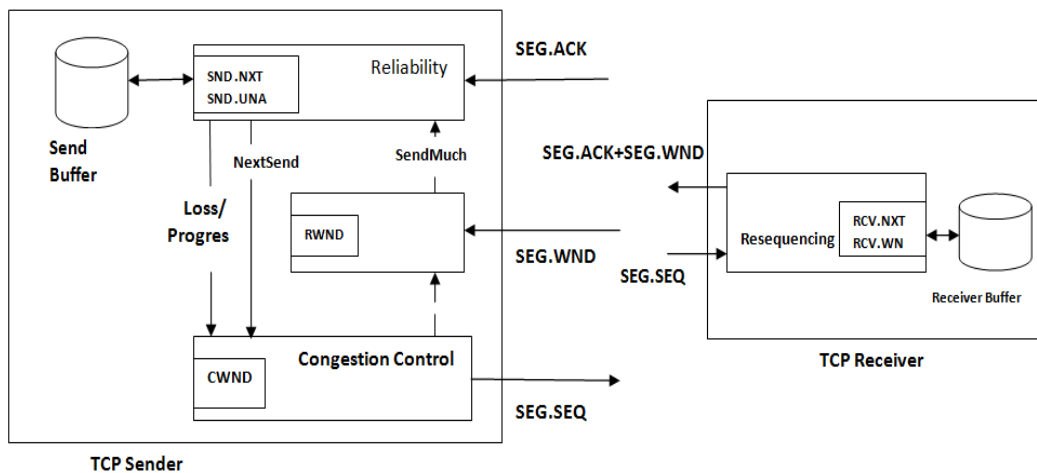 SND.NXT
SND.UNA
Reliability
SEG.ACK
Send
Buffer
NextSend
SendMuch
Loss/
Progres
RWND
SEG.WND
Congestion Control
CWND
SEG.SEQ
TCP Sender
SEG.ACK+SEG.WND
Resequencing
RCV.NXT
RCV.WN
SEG.SEQ
Receiver Buffer
TCP Receiver